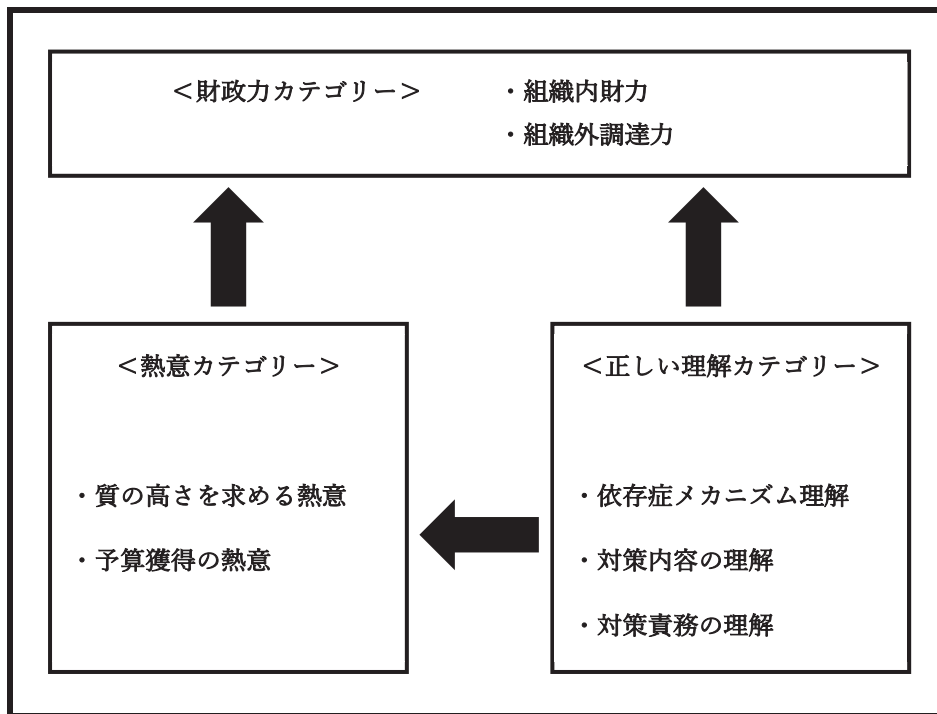 ＜財政力カテゴリー＞　・組織内財力
・組織外調達力
＜熱意カテゴリー＞
・質の高さを求める熱意
・予算獲得の熱意
＜正しい理解カテゴリー＞
・依存症メカニズム理解
・対策内容の理解
・対策責務の理解